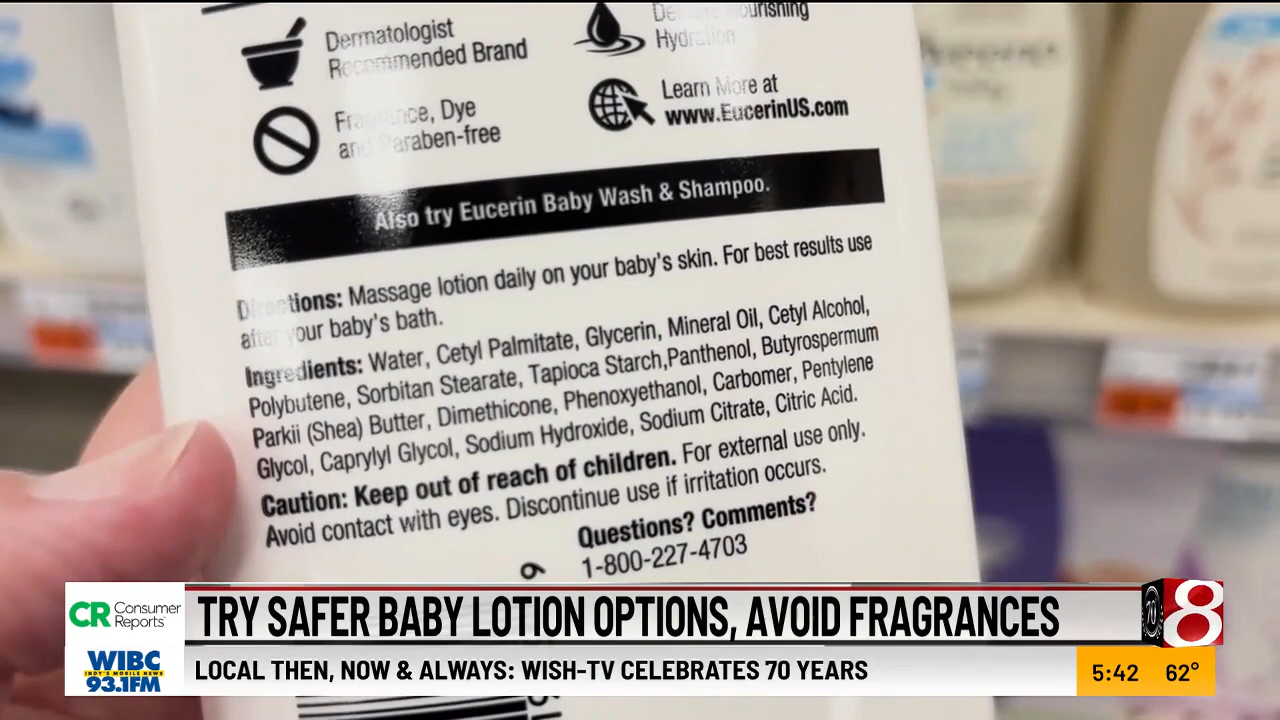 Dermatologist
Recommended Brand
Nourishing
Hydration
Fragrance, Dye
and Paraben-free
Learn More at
www.EucerinUS.com
Also try Eucerin Baby Wash & Shampoo.
Directions: Massage lotion daily on your baby's skin. For best results use
after your baby's bath.
Ingredients: Water, Cetyl Palmitate, Glycerin, Mineral Oil, Cetyl Alcohol,
Polybutene, Sorbitan Stearate, Tapioca Starch,Panthenol, Butyrospermum
Parkii (Shea) Butter, Dimethicone, Phenoxyethanol, Carbomer, Pentylene
Glycol, Caprylyl Glycol, Sodium Hydroxide, Sodium Citrate, Citric Acid.
Caution: Keep out of reach of children. For external use only.
Avoid contact with eyes. Discontinue use if irritation occurs.
Questions? Comments?
1-800-227-4703
CR Consumer
Reports
TRY SAFER BABY LOTION OPTIONS, AVOID FRAGRANCES
70
8
WIBC
INDY'S MOBILE NEWS
93.1FM
LOCAL THEN, NOW & ALWAYS: WISH-TV CELEBRATES 70 YEARS
5:42 62°